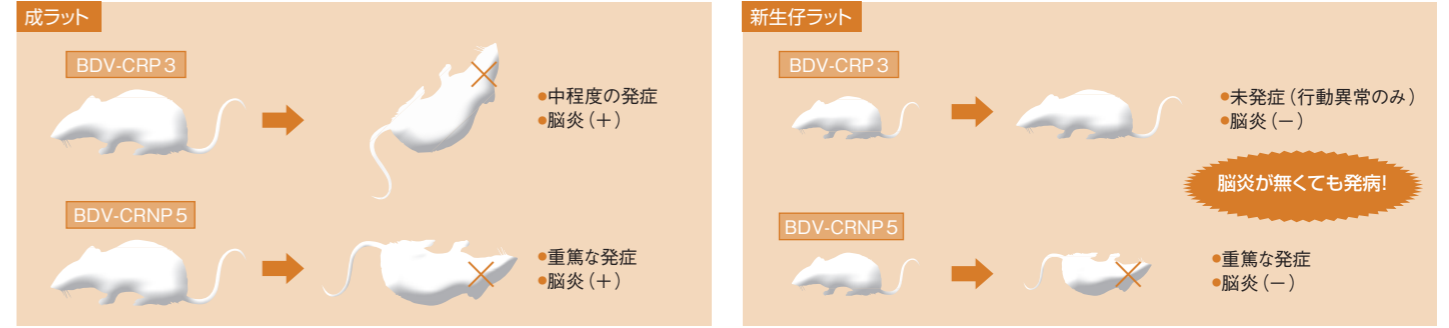 成ラット
BDV-CRP3
●中程度の発症
●脳炎（＋）
BDV-CRNP5
●重篤な発症
●脳炎（＋）
新生仔ラット
BDV-CRP3
●未発症（行動異常のみ）
●脳炎（－）
脳炎が無くても発病!
BDV-CRNP5
●重篤な発症
●脳炎（－）